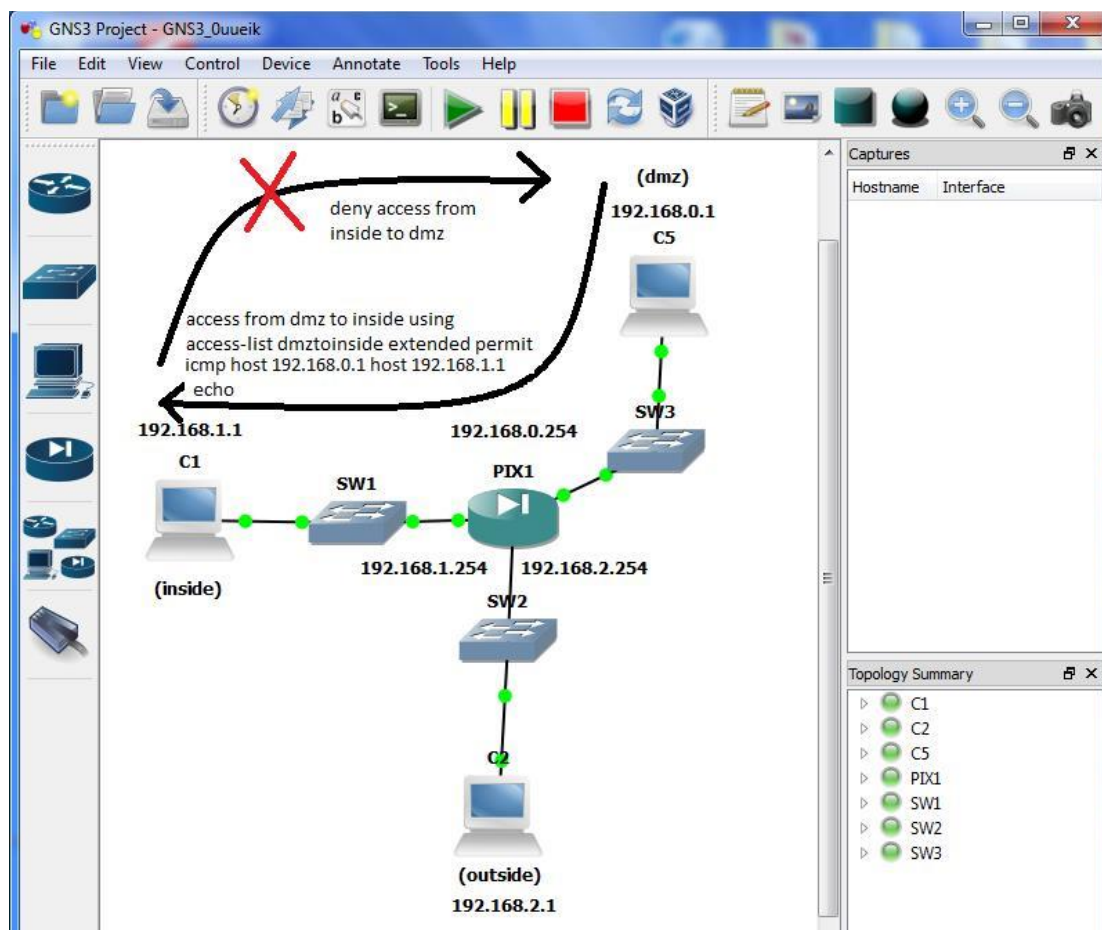 GNS3 Project - GNS3_0uueik
File Edit View Control Device Annotate Tools Help
Captures
Hostname Interface
(dmz)
192.168.0.1
C5
deny access from
inside to dmz
access from dmz to inside using
access-list dmztoinside extended permit
icmp host 192.168.0.1 host 192.168.1.1
echo
192.168.1.1
C1
(inside)
SW1
192.168.0.254
PIX1
SW3
192.168.1.254
192.168.2.254
SW2
C2
(outside)
192.168.2.1
Topology Summary
C1
C2
C5
PIX1
SW1
SW2
SW3